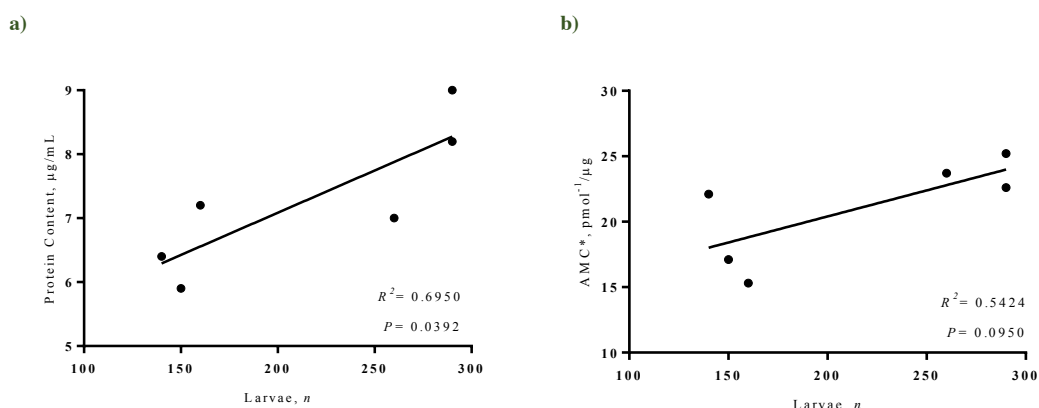 a)
b)
9
8
7
6
5
Protein Content, µg/mL
100 150 200 250 300
Larvae, n
R²= 0.6950
P= 0.0392
30
25
20
15
10
AMC*, pmol⁻¹/µg
100 150 200 250 300
Larvae, n
R²= 0.5424
P= 0.0950